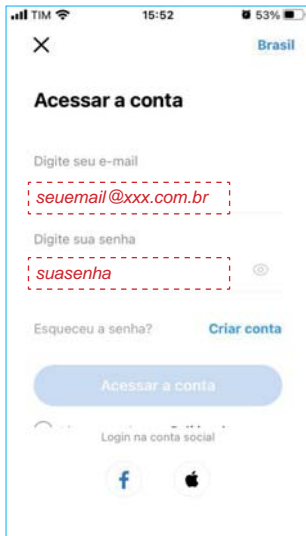 TIM 15:52 53%
Brasil
Acessar a conta
Digite seu e-mail
seuemail@xxx.com.br
Digite sua senha
suasenha
Esqueceu a senha? Criar conta
Acessar a conta
Login na conta social